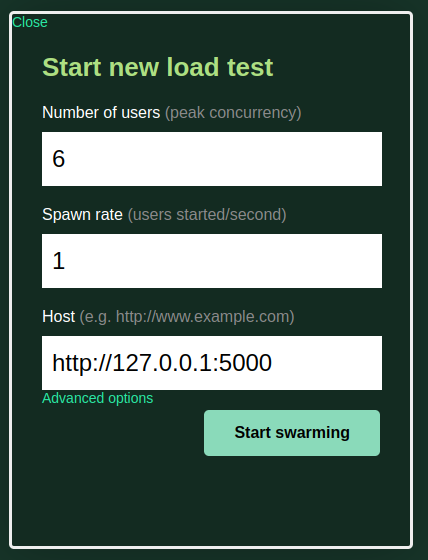 Close
Start new load test
Number of users (peak concurrency)
6
Spawn rate (users started/second)
1
Host (e.g. http://www.example.com)
http://127.0.0.1:5000
Advanced options
Start swarming